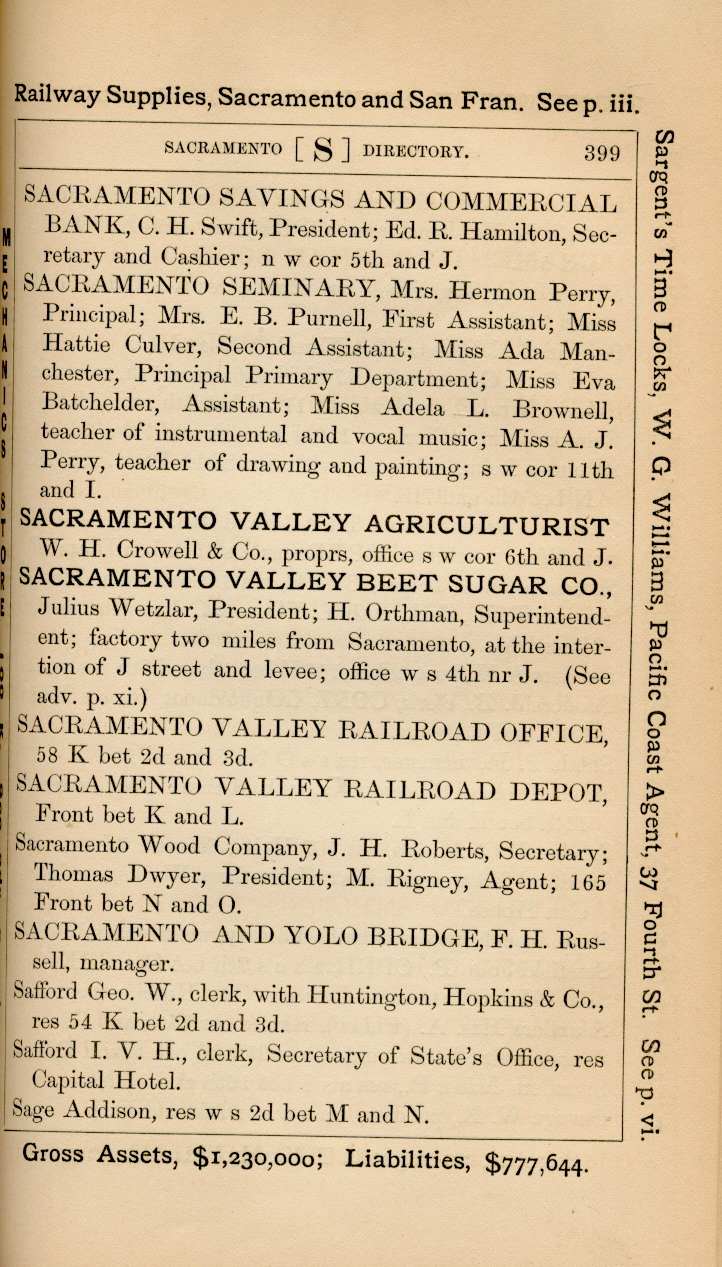 Railway Supplies, Sacramento and San Fran. See p. iii.
SACRAMENTO [ S ] DIRECTORY. 399
SACRAMENTO SAVINGS AND COMMERCIAL
BANK, C. H. Swift, President; Ed. R. Hamilton, Sec-
retary and Cashier; n w cor 5th and J.
SACRAMENTO SEMINARY, Mrs. Hermon Perry,
Principal; Mrs. E. B. Purnell, First Assistant; Miss
Hattie Culver, Second Assistant; Miss Ada Man-
chester, Principal Primary Department; Miss Eva
Batchelder, Assistant; Miss Adela L. Brownell,
teacher of instrumental and vocal music; Miss A. J.
Perry, teacher of drawing and painting; s w cor 11th
and I.
SACRAMENTO VALLEY AGRICULTURIST
W. H. Crowell & Co., proprs, office s w cor 6th and J.
SACRAMENTO VALLEY BEET SUGAR CO.,
Julius Wetzlar, President; H. Orthman, Superintend-
ent; factory two miles from Sacramento, at the inter-
tion of J street and levee; office w s 4th nr J. (See
adv. p. xi.)
SACRAMENTO VALLEY RAILROAD OFFICE,
58 K bet 2d and 3d.
SACRAMENTO VALLEY RAILROAD DEPOT,
Front bet K and L.
Sacramento Wood Company, J. H. Roberts, Secretary;
Thomas Dwyer, President; M. Rigney, Agent; 165
Front bet N and O.
SACRAMENTO AND YOLO BRIDGE, F. H. Rus-
sell, manager.
Safford Geo. W., clerk, with Huntington, Hopkins & Co.,
res 54 K bet 2d and 3d.
Safford I. V. H., clerk, Secretary of State's Office, res
Capital Hotel.
Sage Addison, res w s 2d bet M and N.
Gross Assets, $1,230,000; Liabilities, $777,644.
Sargent's Time Locks, W. G. Williams, Pacific Coast Agent, 37 Fourth St. See p. vi.
MECHANICS STORE